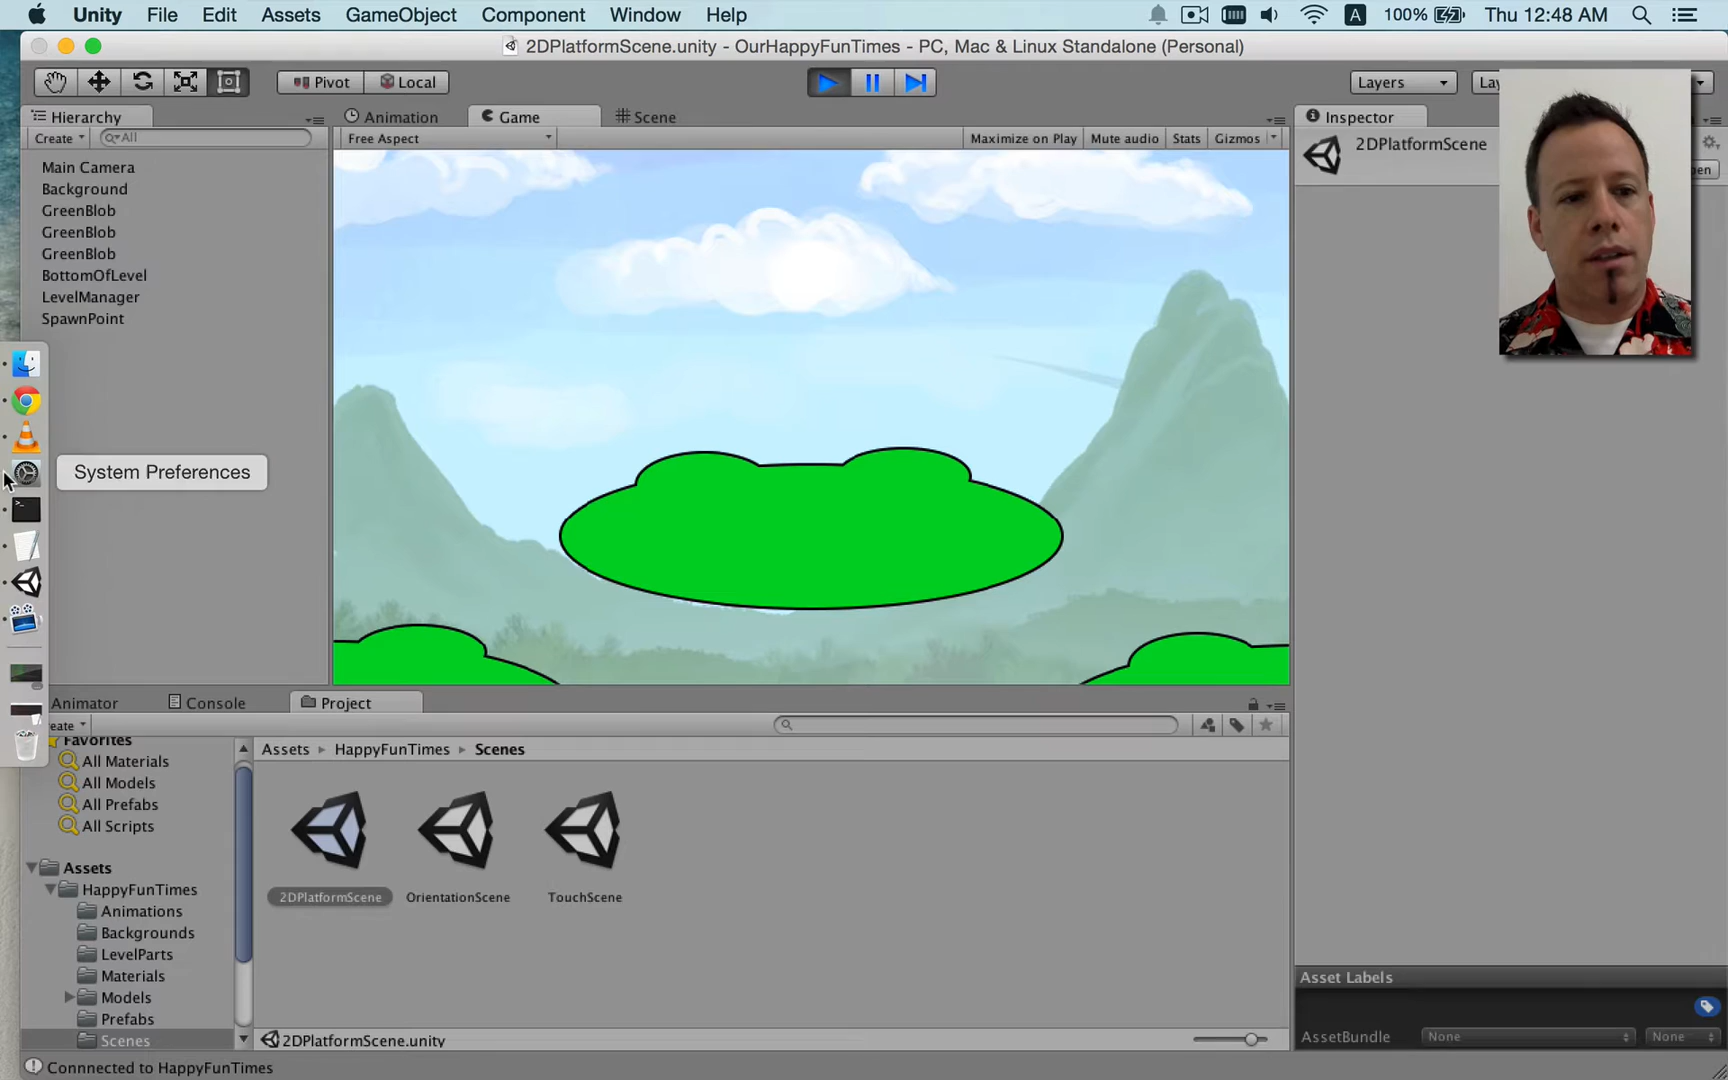 Unity File Edit Assets GameObject Component Window Help A 100% Thu 12:48 AM
2DPlatformScene.unity - OurHappyFunTimes - PC, Mac & Linux Standalone (Personal)
Pivot Local Layers
Hierarchy Animation Game Scene Inspector
Create All Free Aspect Maximize on Play Mute audio Stats Gizmos 2DPlatformScene
Main Camera
Background
GreenBlob
GreenBlob
GreenBlob
BottomOfLevel
LevelManager
SpawnPoint
System Preferences
Animator Console Project
Assets HappyFunTimes Scenes
Favorites
All Materials
All Models
All Prefabs
All Scripts
Assets
HappyFunTimes
Animations
Backgrounds
LevelParts
Materials
Models
Prefabs
Scenes
2DPlatformScene OrientationScene TouchScene
2DPlatformScene.unity
Asset Labels
AssetBundle None None
Connnected to HappyFunTimes